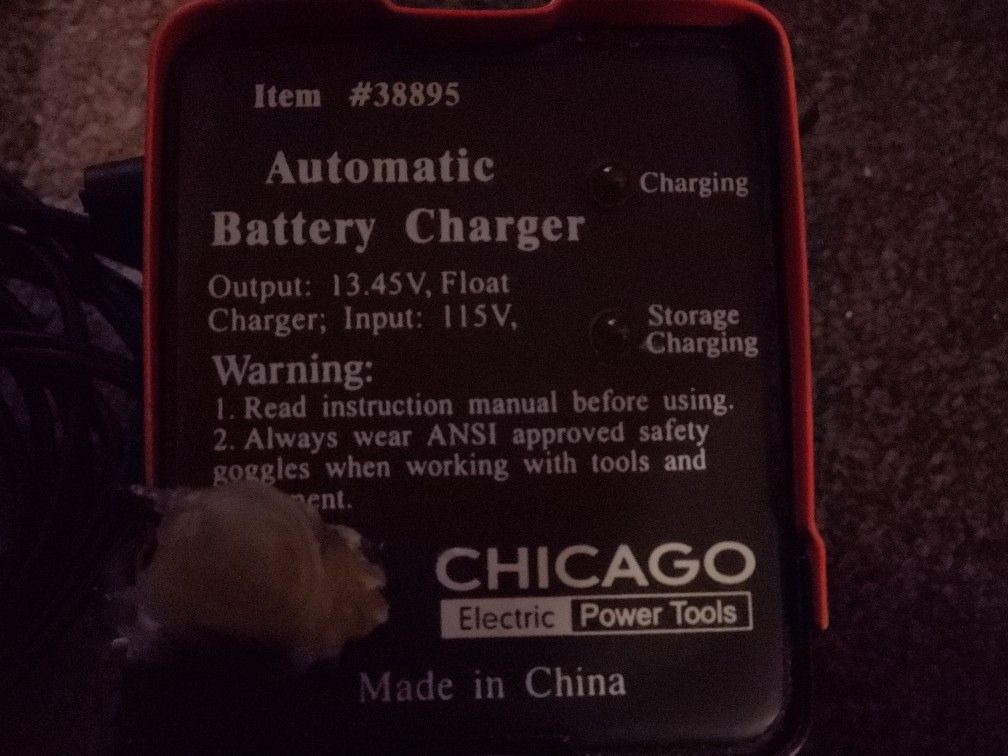 Item #38895
Automatic
Battery Charger
Charging
Output: 13.45V, Float
Charger; Input: 115V,
Storage
Charging
Warning:
1. Read instruction manual before using.
2. Always wear ANSI approved safety
goggles when working with tools and
CHICAGO
Electric Power Tools
Made in China